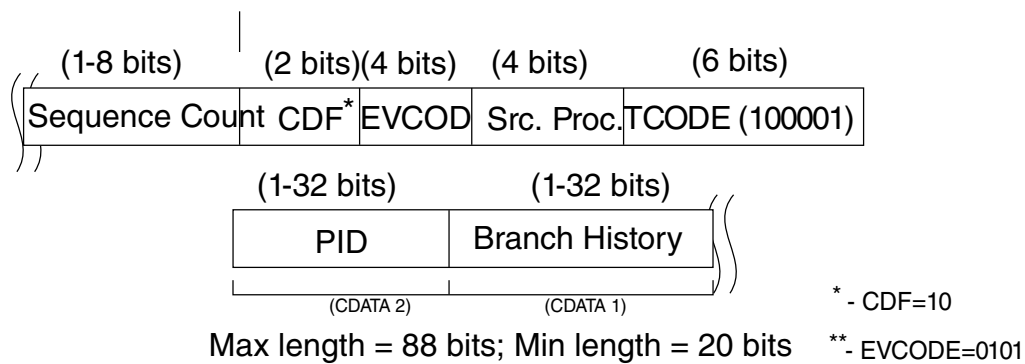 (1-8 bits) (2 bits)(4 bits) (4 bits) (6 bits)
Sequence Count CDF* EVCOD Src. Proc. TCODE (100001)
(1-32 bits) (1-32 bits)
PID Branch History
(CDATA 2) (CDATA 1)
* - CDF=10
Max length = 88 bits; Min length = 20 bits **- EVCODE=0101